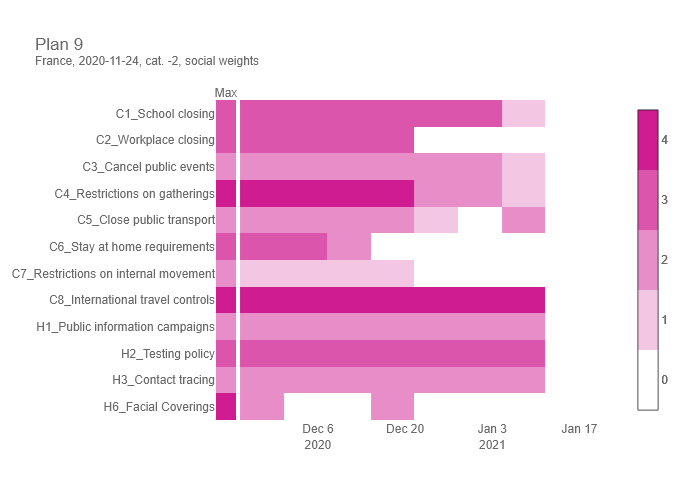 Plan 9
France, 2020-11-24, cat. -2, social weights
Max
C1_School closing
C2_Workplace closing
C3_Cancel public events
C4_Restrictions on gatherings
C5_Close public transport
C6_Stay at home requirements
C7_Restrictions on internal movement
C8_International travel controls
H1_Public information campaigns
H2_Testing policy
H3_Contact tracing
H6_Facial Coverings
Dec 6
2020
Dec 20
Jan 3
2021
Jan 17
4
3
2
1
0